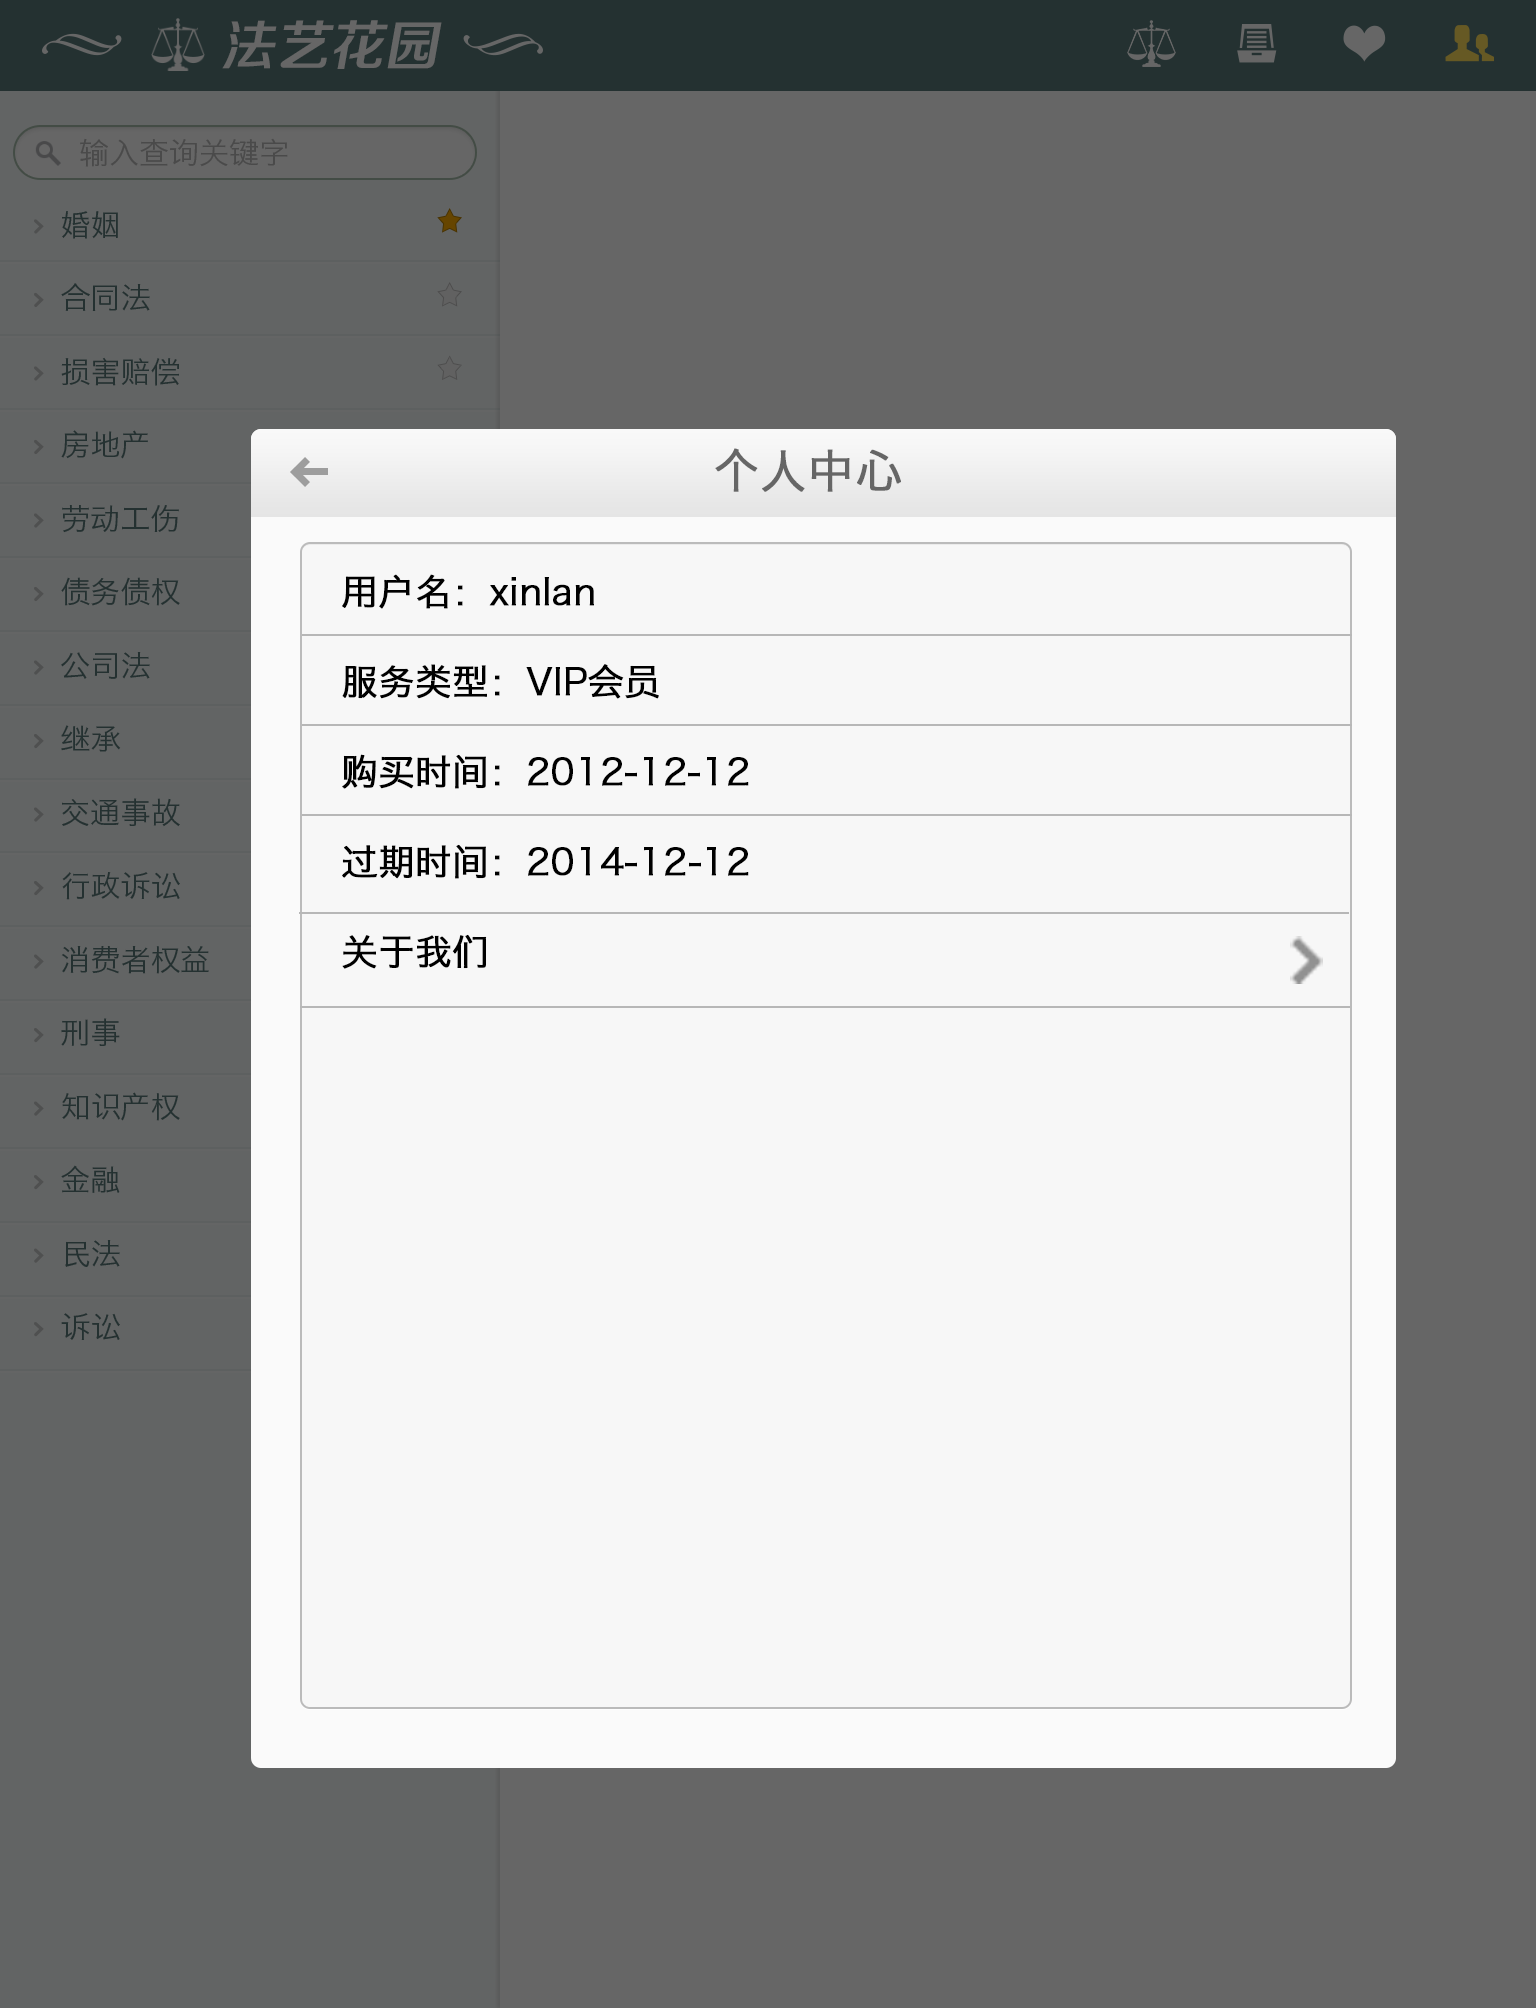 法艺花园
输入查询关键字
婚姻
合同法
损害赔偿
房地产
劳动工伤
债务债权
公司法
继承
交通事故
行政诉讼
消费者权益
刑事
知识产权
金融
民法
诉讼
个人中心
用户名：xinlan
服务类型：VIP会员
购买时间：2012-12-12
过期时间：2014-12-12
关于我们